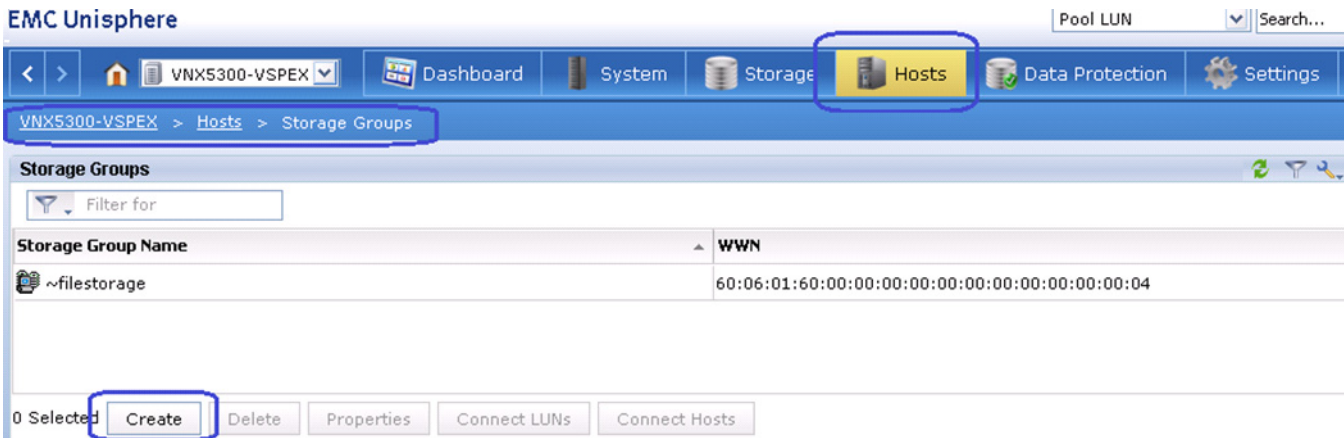 EMC Unisphere
Pool LUN Search...
VNX5300-VSPEX Dashboard System Storage Hosts Data Protection Settings
VNX5300-VSPEX > Hosts > Storage Groups
Storage Groups
Filter for
Storage Group Name WWN
~filestorage 60:06:01:60:00:00:00:00:00:00:00:00:00:00:00:04
0 Selected Create Delete Properties Connect LUNs Connect Hosts